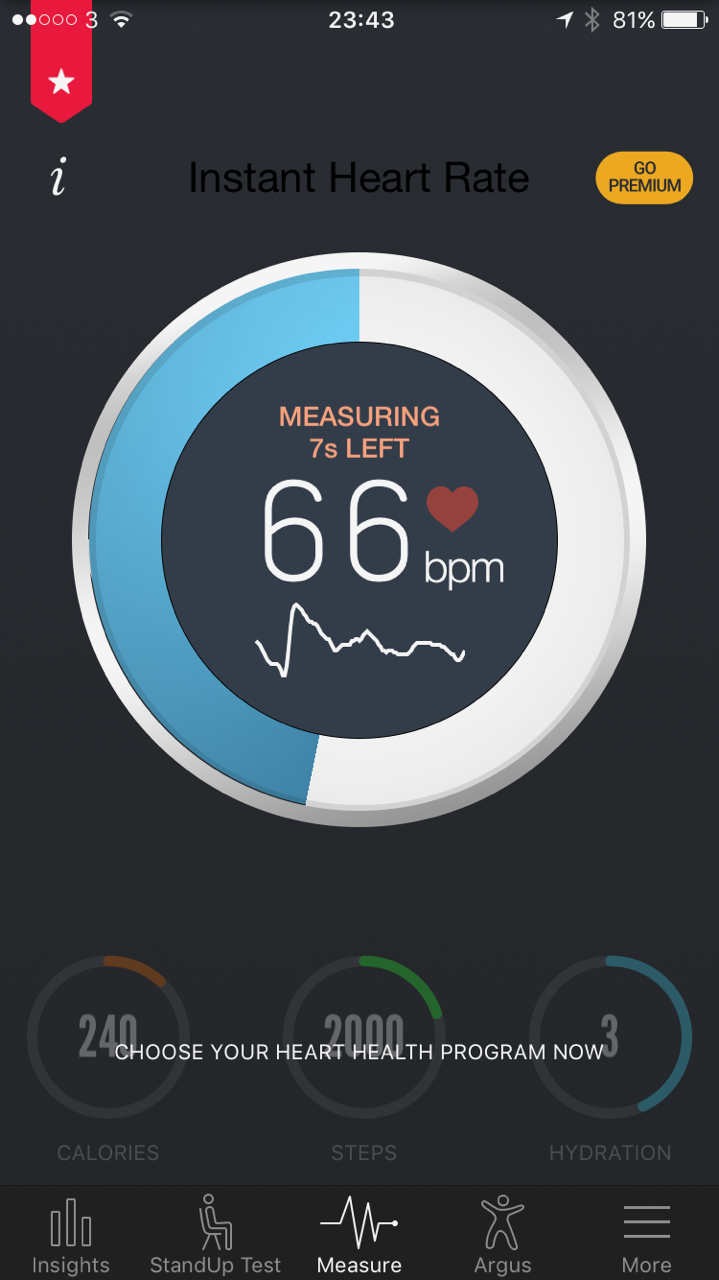 3 23:43 81%
i Instant Heart Rate GO
PREMIUM
MEASURING
7s LEFT
66 bpm
240 2000 3
CHOOSE YOUR HEART HEALTH PROGRAM NOW
CALORIES STEPS HYDRATION
Insights StandUp Test Measure Argus More